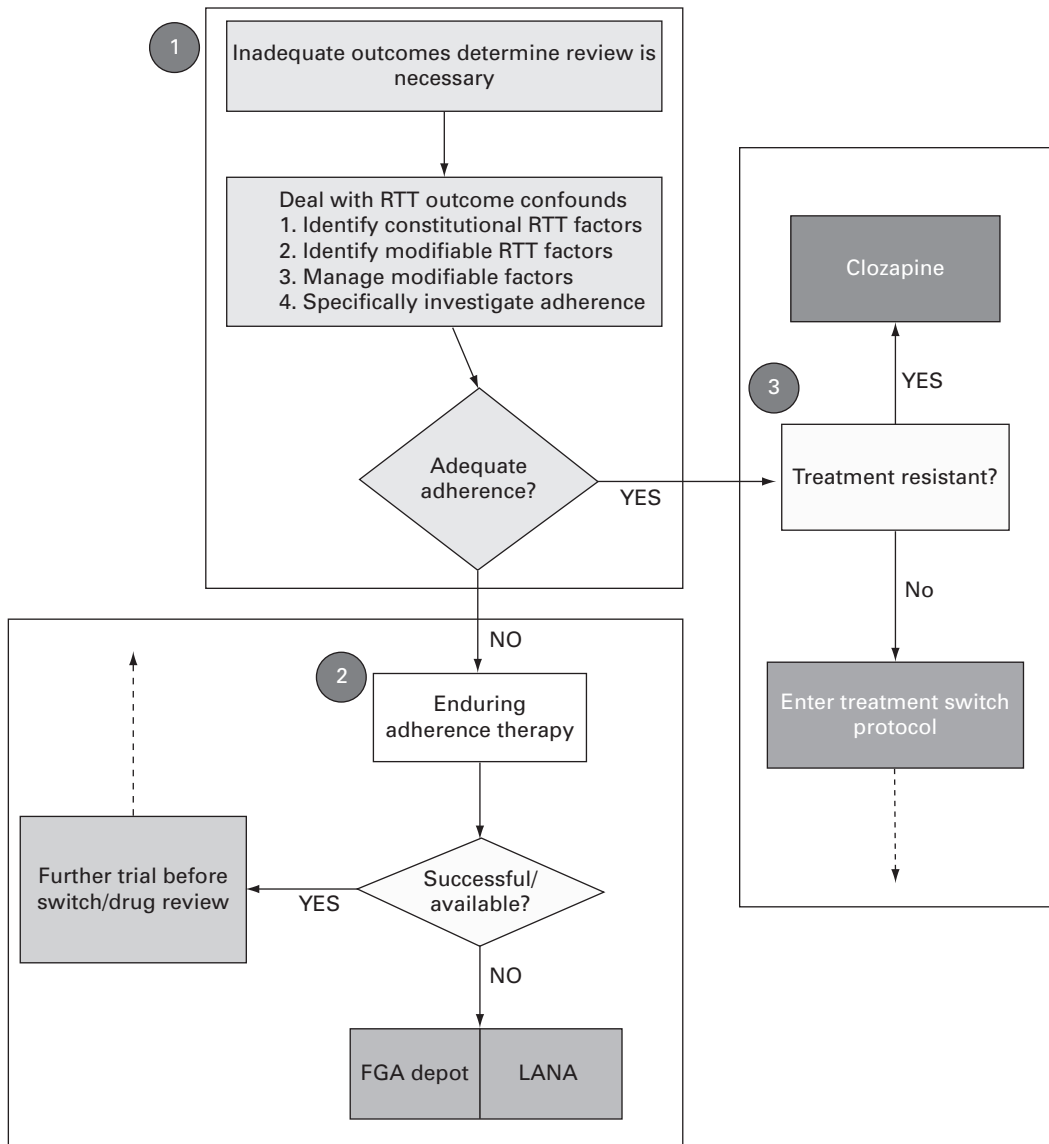 1
Inadequate outcomes determine review is
necessary
Deal with RTT outcome confounds
1. Identify constitutional RTT factors
2. Identify modifiable RTT factors
3. Manage modifiable factors
4. Specifically investigate adherence
Adequate
adherence?
YES
NO
3
Clozapine
YES
Treatment resistant?
No
Enter treatment switch
protocol
2
Enduring
adherence therapy
Successful/
available?
YES
Further trial before
switch/drug review
NO
FGA depot
LANA